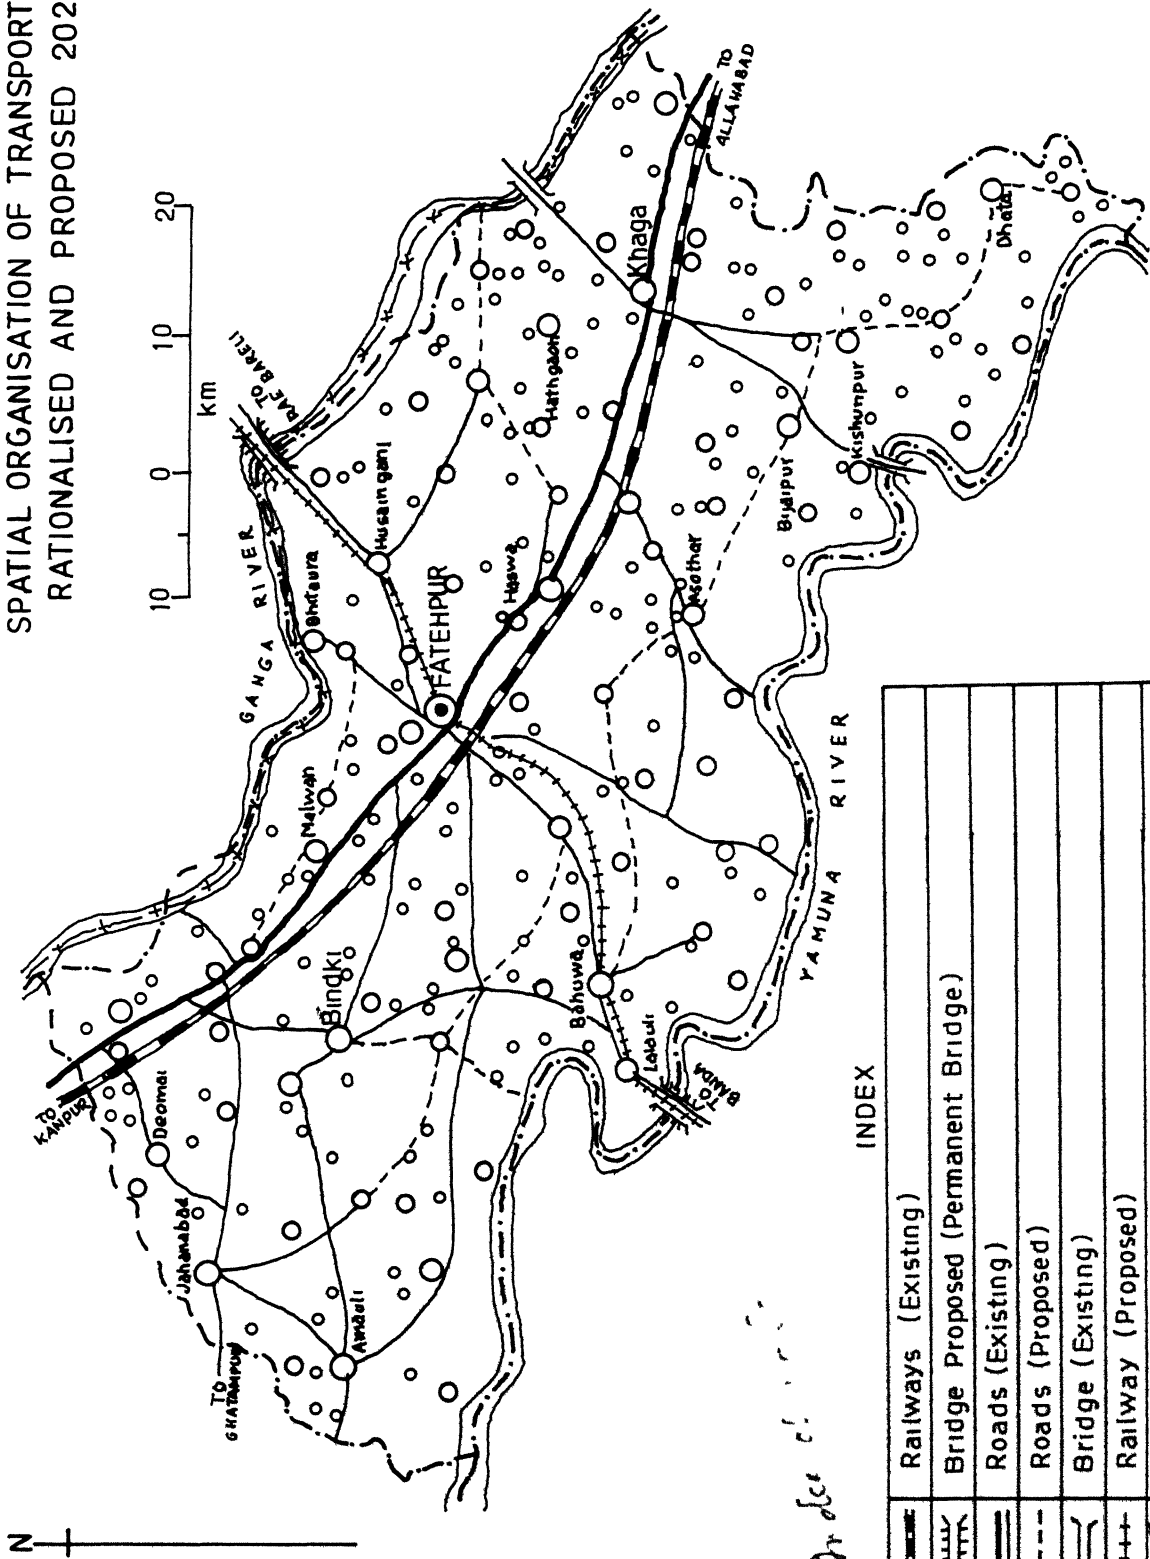 SPATIAL ORGANISATION OF TRANSPORT
RATIONALISED AND PROPOSED 202
10 0 10 20
km
N
TO
RAE BARELI
GANGA RIVER
Bhitaura
Husainganj
FATEHPUR
Haswa
Hathgaon
Khaga
TO
ALLAHABAD
Dhata
Kishunpur
Bijaipur
Asothar
Malwan
Bindki
Bahuwa
Lalauli
TO
BANDA
YAMUNA RIVER
TO
KANPUR
Deomai
Jahanabad
TO
GHATAMPUR
Amauli
INDEX
Railways (Existing)
Bridge Proposed (Permanent Bridge)
Roads (Existing)
Roads (Proposed)
Bridge (Existing)
Railway (Proposed)